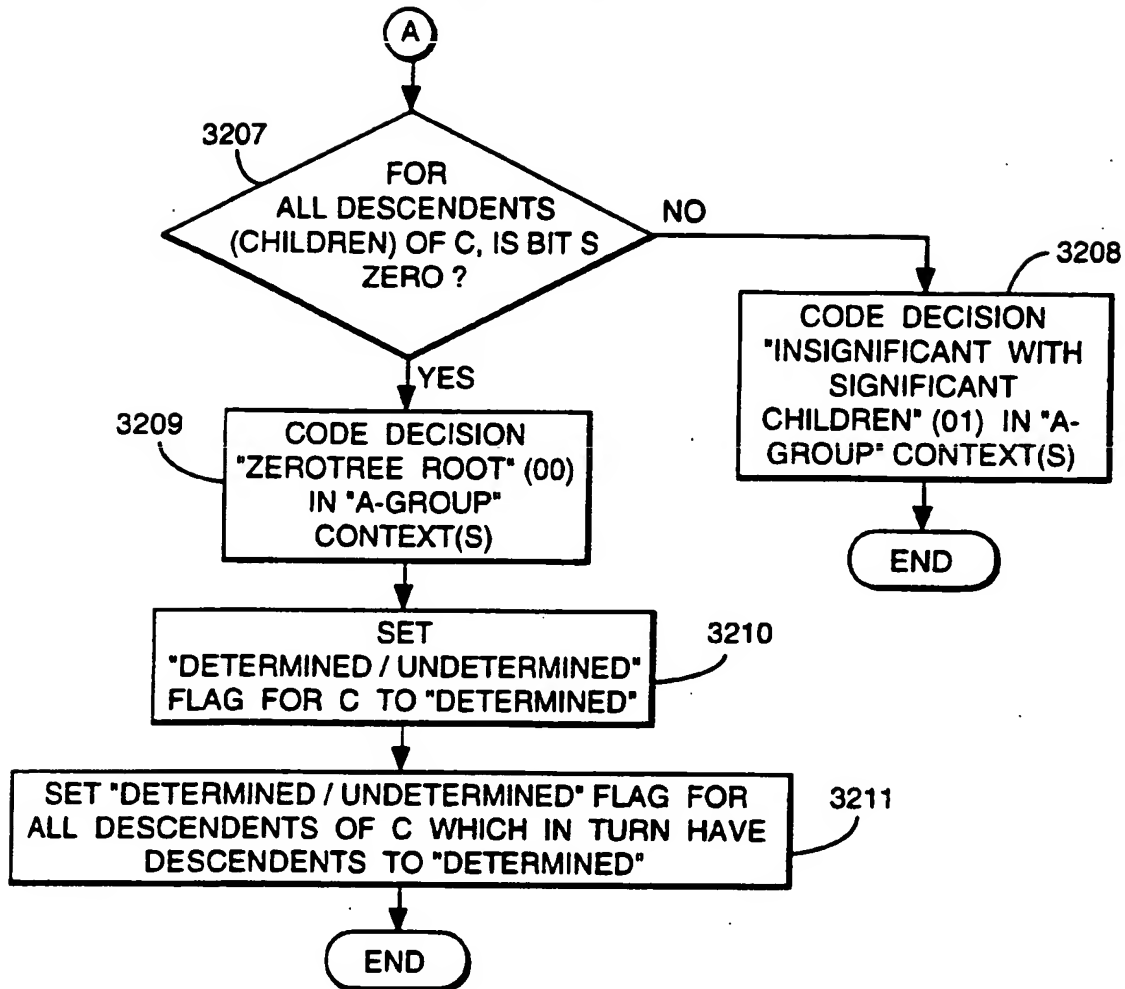 A
3207
FOR
ALL DESCENDENTS
(CHILDREN) OF C, IS BIT S
ZERO ?
NO
3208
CODE DECISION
"INSIGNIFICANT WITH
SIGNIFICANT
CHILDREN" (01) IN "A-
GROUP" CONTEXT(S)
END
YES
3209
CODE DECISION
"ZEROTREE ROOT" (00)
IN "A-GROUP"
CONTEXT(S)
SET
"DETERMINED / UNDETERMINED"
FLAG FOR C TO "DETERMINED"
3210
SET "DETERMINED / UNDETERMINED" FLAG FOR
ALL DESCENDENTS OF C WHICH IN TURN HAVE
DESCENDENTS TO "DETERMINED"
3211
END